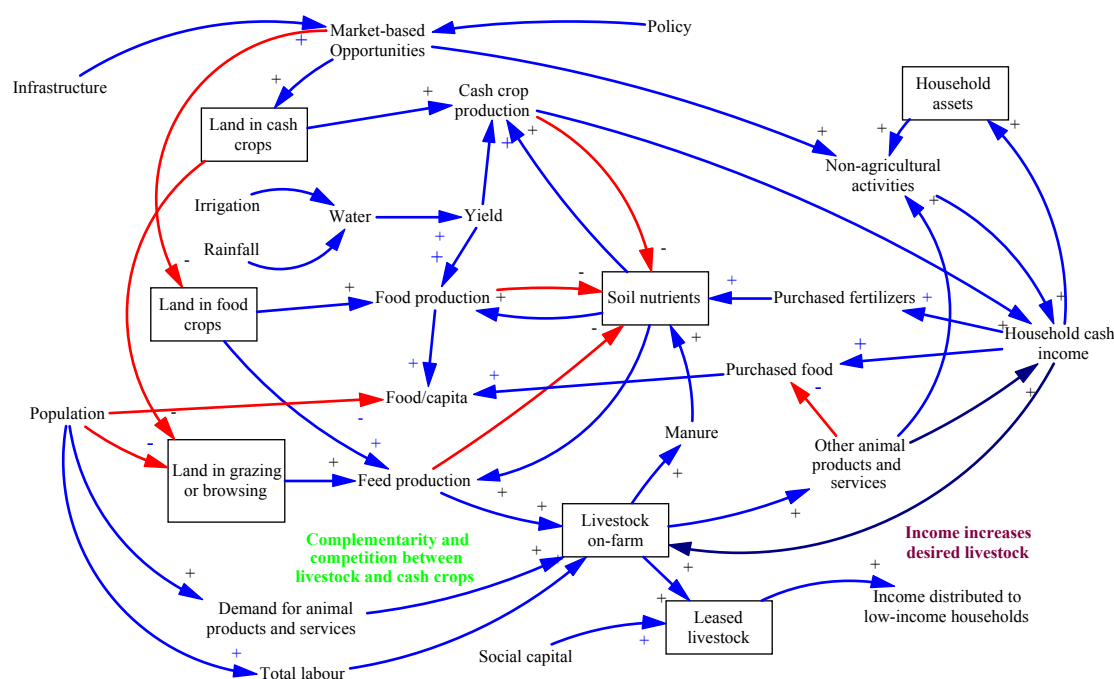 Market-based
Opportunities
Policy
Infrastructure
Household
assets
Cash crop
production
Land in cash
crops
Non-agricultural
activities
Irrigation
Water
Yield
Rainfall
Land in food
crops
Food production
Soil nutrients
Purchased fertilizers
Household cash
income
Purchased food
Food/capita
Population
Manure
Other animal
products and
services
Land in grazing
or browsing
Feed production
Livestock
on-farm
Complementarity and
competition between
livestock and cash crops
Income increases
desired livestock
Demand for animal
products and services
Leased
livestock
Income distributed to
low-income households
Social capital
Total labour